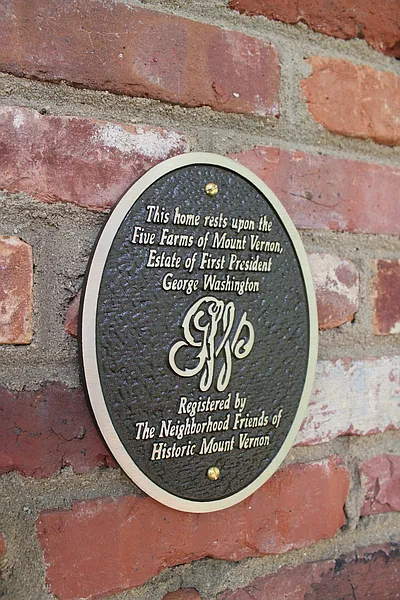 This home rests upon the
Five Farms of Mount Vernon,
Estate of First President
George Washington
GW
Registered by
The Neighborhood Friends of
Historic Mount Vernon